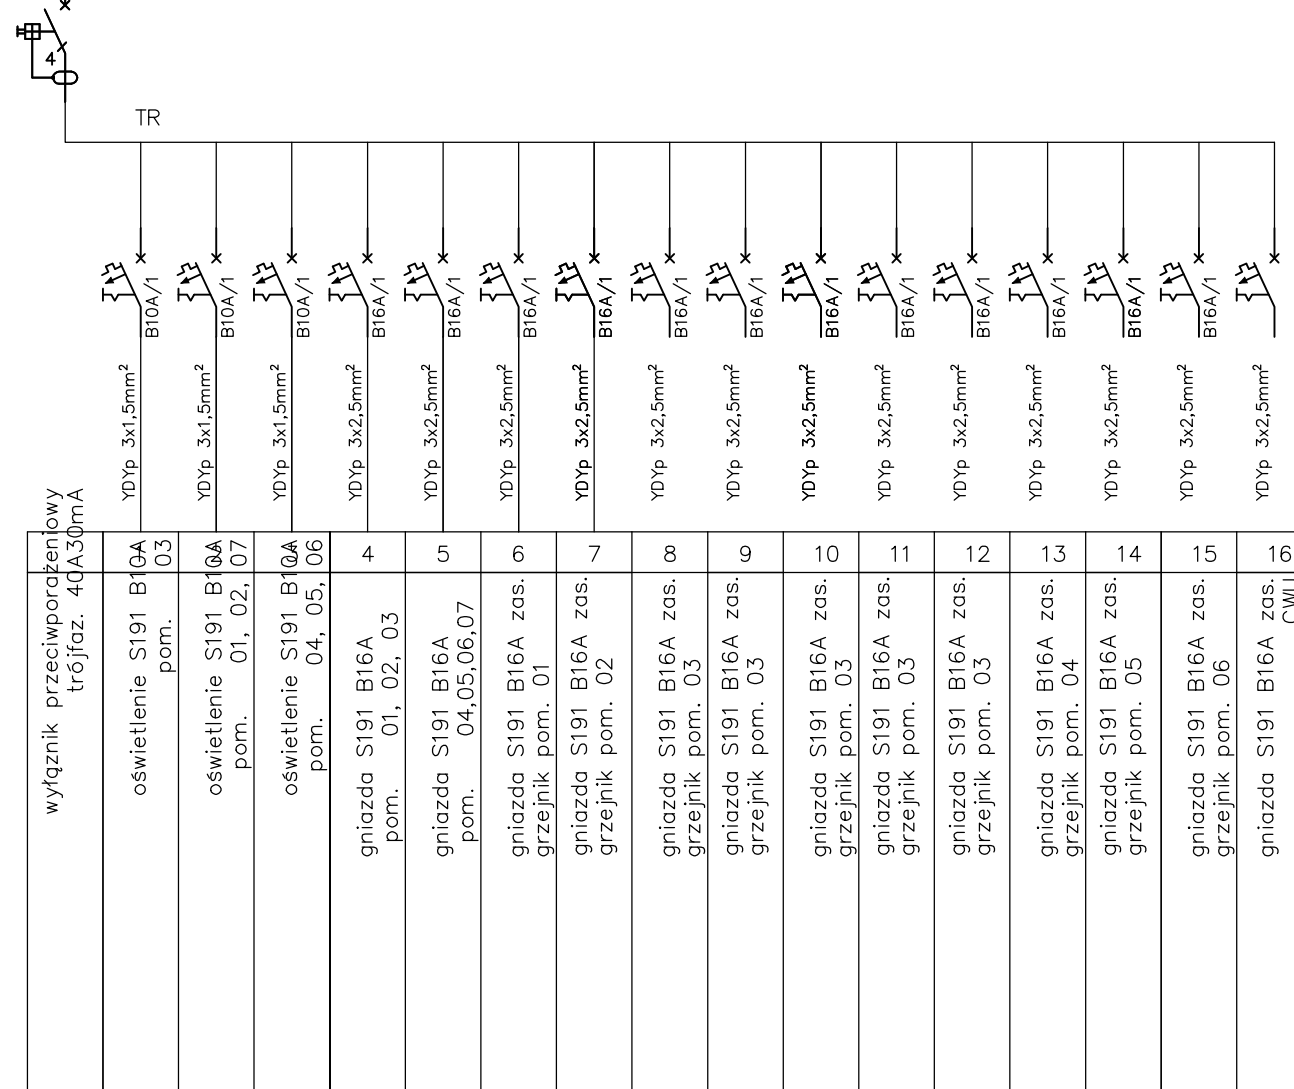 4
TR
B10A/1
B10A/1
B10A/1
B16A/1
B16A/1
B16A/1
B16A/1
B16A/1
B16A/1
B16A/1
B16A/1
B16A/1
B16A/1
B16A/1
B16A/1
YDYp 3x1,5mm²
YDYp 3x1,5mm²
YDYp 3x1,5mm²
YDYp 3x2,5mm²
YDYp 3x2,5mm²
YDYp 3x2,5mm²
YDYp 3x2,5mm²
YDYp 3x2,5mm²
YDYp 3x2,5mm²
YDYp 3x2,5mm²
YDYp 3x2,5mm²
YDYp 3x2,5mm²
YDYp 3x2,5mm²
YDYp 3x2,5mm²
YDYp 3x2,5mm²
YDYp 3x2,5mm²
wyłącznik przeciwporażeniowy
trójfaz. 40A30mA
oświetlenie S191 B10A
pom. 03
oświetlenie S191 B10A
pom. 01, 02, 07
oświetlenie S191 B10A
pom. 04, 05, 06
4
gniazda S191 B16A
pom. 01, 02, 03
5
gniazda S191 B16A
pom. 04,05,06,07
6
gniazda S191 B16A zas.
grzejnik pom. 01
7
gniazda S191 B16A zas.
grzejnik pom. 02
8
gniazda S191 B16A zas.
grzejnik pom. 03
9
gniazda S191 B16A zas.
grzejnik pom. 03
10
gniazda S191 B16A zas.
grzejnik pom. 03
11
gniazda S191 B16A zas.
grzejnik pom. 03
12
gniazda S191 B16A zas.
grzejnik pom. 03
13
gniazda S191 B16A zas.
grzejnik pom. 04
14
gniazda S191 B16A zas.
grzejnik pom. 05
15
gniazda S191 B16A zas.
grzejnik pom. 06
16
gniazda S191 B16A zas.
CWU